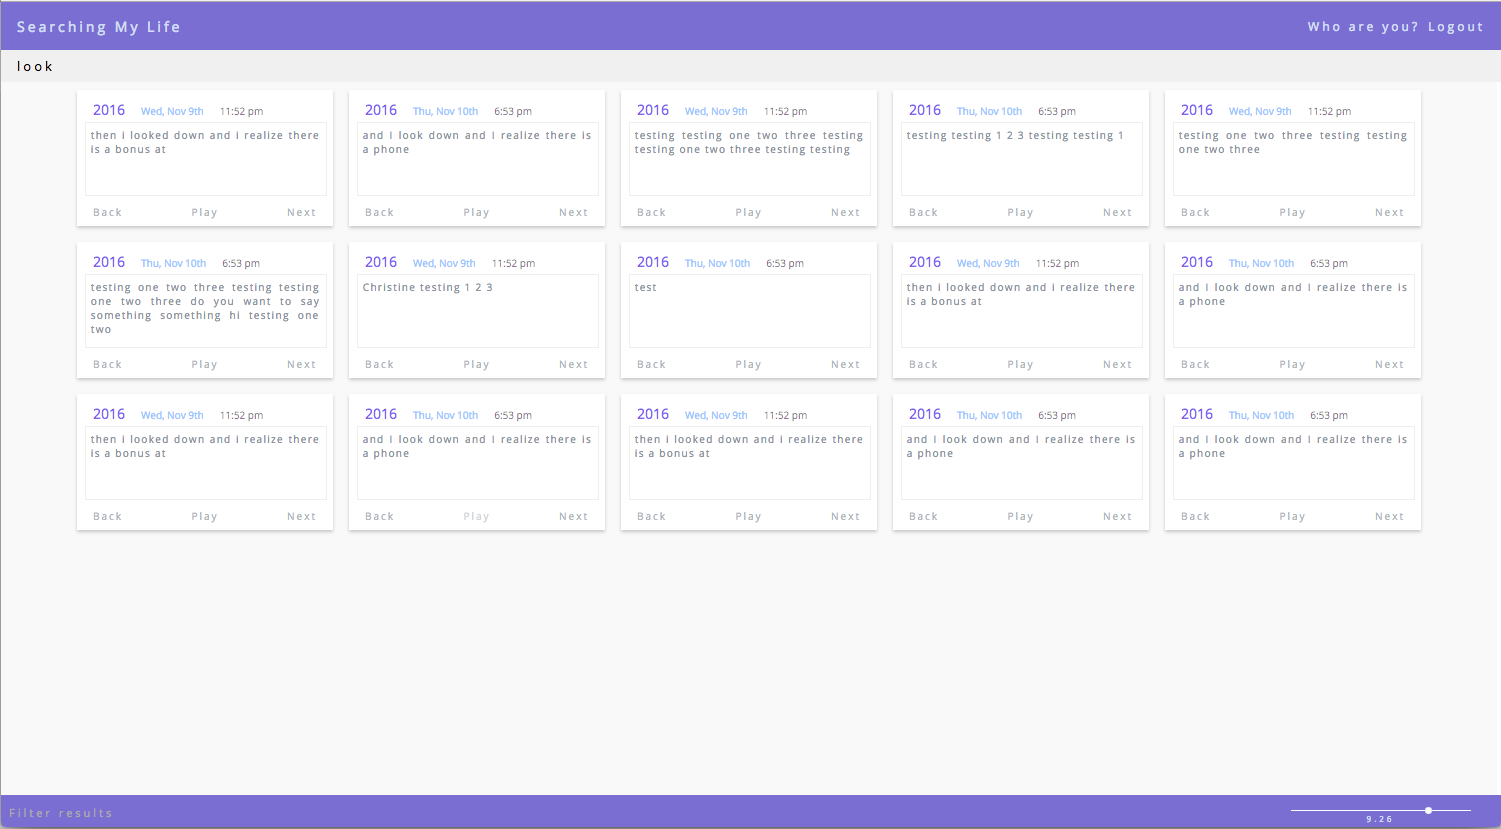 Searching My Life
Who are you? Logout
look
2016 Wed, Nov 9th 11:52 pm
then i looked down and i realize there
is a bonus at
Back Play Next
2016 Thu, Nov 10th 6:53 pm
and I look down and I realize there is
a phone
Back Play Next
2016 Wed, Nov 9th 11:52 pm
testing testing one two three testing
testing one two three testing testing
Back Play Next
2016 Thu, Nov 10th 6:53 pm
testing testing 1 2 3 testing testing 1
Back Play Next
2016 Wed, Nov 9th 11:52 pm
testing one two three testing testing
one two three
Back Play Next
2016 Thu, Nov 10th 6:53 pm
testing one two three testing testing
one two three do you want to say
something something hi testing one
two
Back Play Next
2016 Wed, Nov 9th 11:52 pm
Christine testing 1 2 3
Back Play Next
2016 Thu, Nov 10th 6:53 pm
test
Back Play Next
2016 Wed, Nov 9th 11:52 pm
then i looked down and i realize there
is a bonus at
Back Play Next
2016 Thu, Nov 10th 6:53 pm
and I look down and I realize there is
a phone
Back Play Next
2016 Wed, Nov 9th 11:52 pm
then i looked down and i realize there
is a bonus at
Back Play Next
2016 Thu, Nov 10th 6:53 pm
and I look down and I realize there is
a phone
Back Play Next
2016 Wed, Nov 9th 11:52 pm
then i looked down and i realize there
is a bonus at
Back Play Next
2016 Thu, Nov 10th 6:53 pm
and I look down and I realize there is
a phone
Back Play Next
2016 Thu, Nov 10th 6:53 pm
and I look down and I realize there is
a phone
Back Play Next
Filter results
9.26